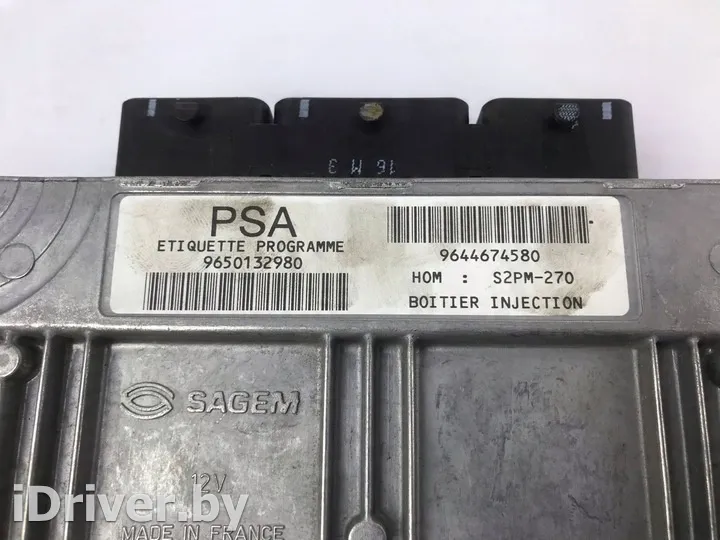 16 M 3
PSA
ETIQUETTE PROGRAMME
9650132980
9644674580
HOM : S2PM-270
BOITIER INJECTION
SAGEM
12V
MADE IN FRANCE
iDriver.by